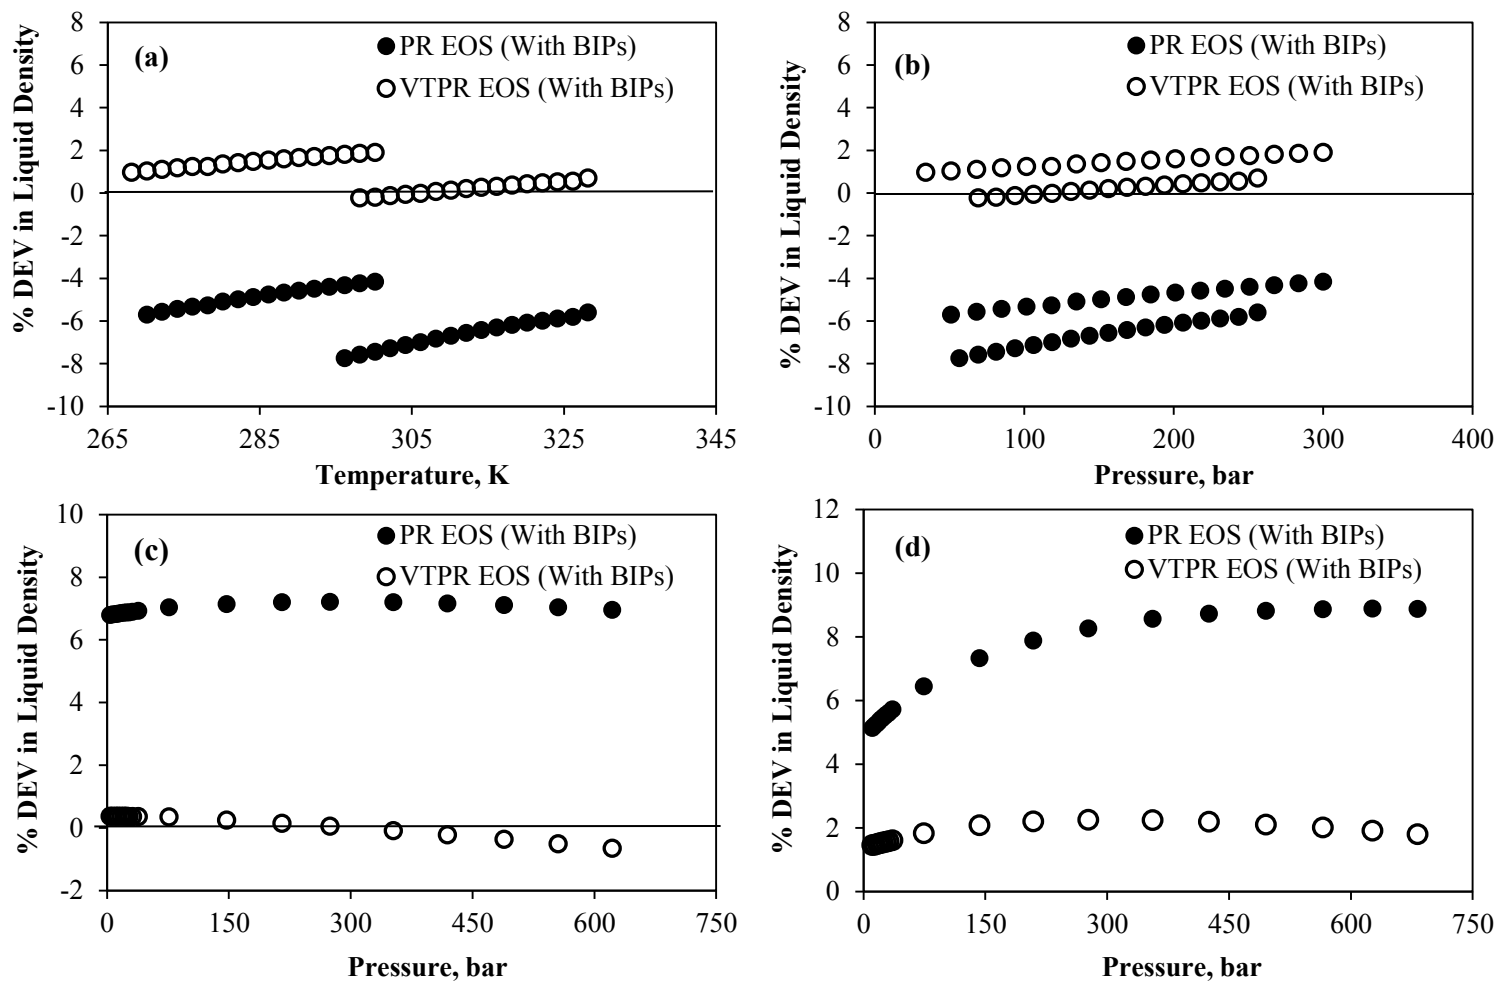 (a)
PR EOS (With BIPs)
VTPR EOS (With BIPs)
% DEV in Liquid Density
8
6
4
2
0
-2
-4
-6
-8
-10
265
285
305
325
345
Temperature, K
(b)
PR EOS (With BIPs)
VTPR EOS (With BIPs)
% DEV in Liquid Density
8
6
4
2
0
-2
-4
-6
-8
-10
0
100
200
300
400
Pressure, bar
(c)
PR EOS (With BIPs)
VTPR EOS (With BIPs)
% DEV in Liquid Density
10
8
6
4
2
0
-2
0
150
300
450
600
750
Pressure, bar
(d)
PR EOS (With BIPs)
VTPR EOS (With BIPs)
% DEV in Liquid Density
12
10
8
6
4
2
0
0
150
300
450
600
750
Pressure, bar